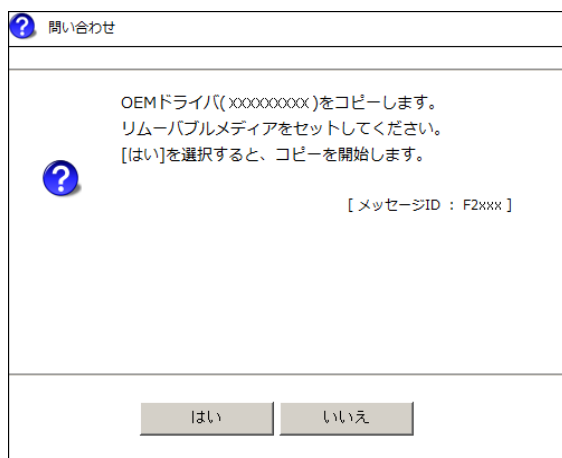 問い合わせ
OEMドライバ(xxxxxxxxx)をコピーします。
リムーバブルメディアをセットしてください。
[はい]を選択すると、コピーを開始します。
[ メッセージID : F2xxx ]
はい
いいえ